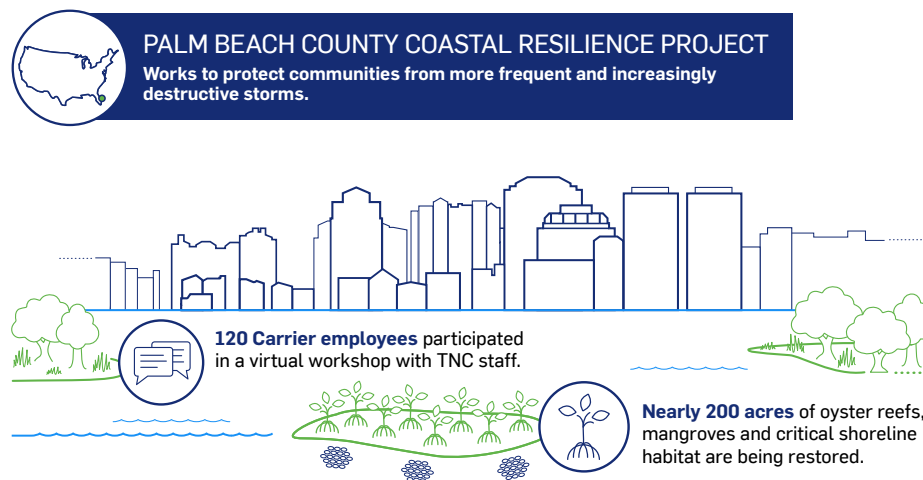 PALM BEACH COUNTY COASTAL RESILIENCE PROJECT
Works to protect communities from more frequent and increasingly
destructive storms.
120 Carrier employees participated
in a virtual workshop with TNC staff.
Nearly 200 acres of oyster reefs,
mangroves and critical shoreline
habitat are being restored.